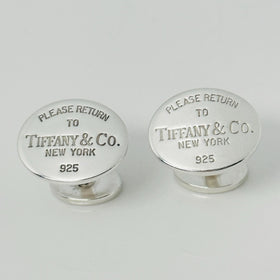 PLEASE RETURN
TO
TIFFANY & CO.
NEW YORK
925
PLEASE RETURN
TO
TIFFANY & CO.
NEW YORK
925